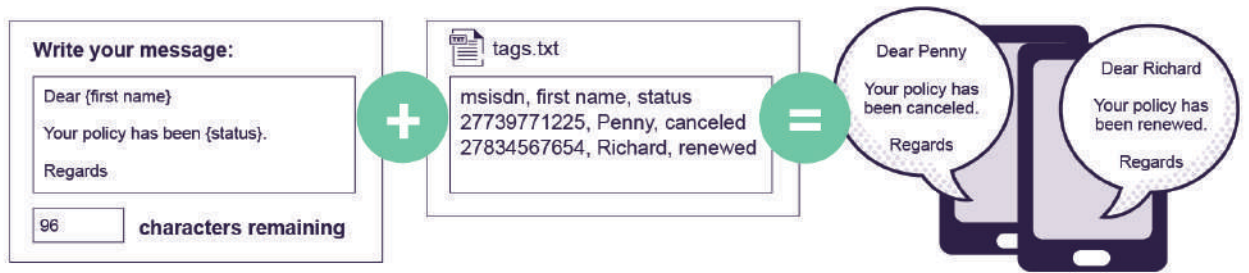 Write your message:
Dear {first name}
Your policy has been {status}.
Regards
96 characters remaining
+
TXT tags.txt
msisdn, first name, status
27739771225, Penny, canceled
27834567654, Richard, renewed
=
Dear Penny
Your policy has
been canceled.
Regards
Dear Richard
Your policy has
been renewed.
Regards